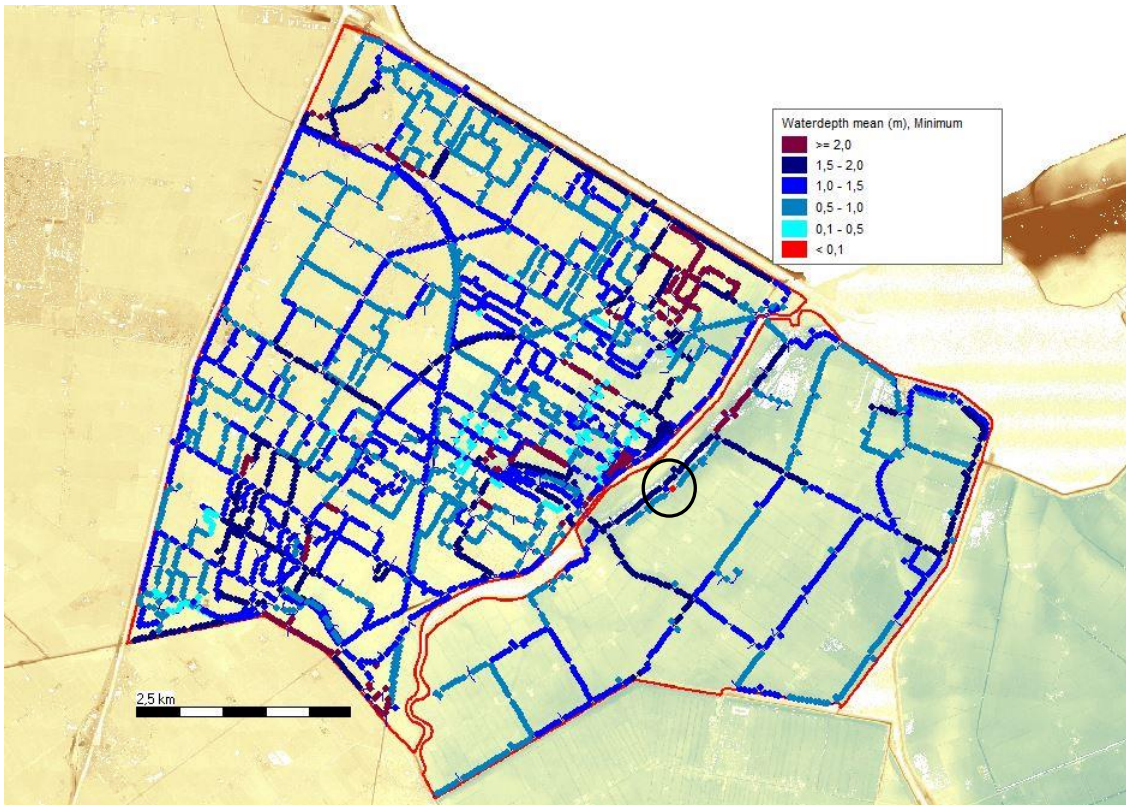 Waterdepth mean (m), Minimum
>= 2,0
1,5 - 2,0
1,0 - 1,5
0,5 - 1,0
0,1 - 0,5
< 0,1
2,5 km